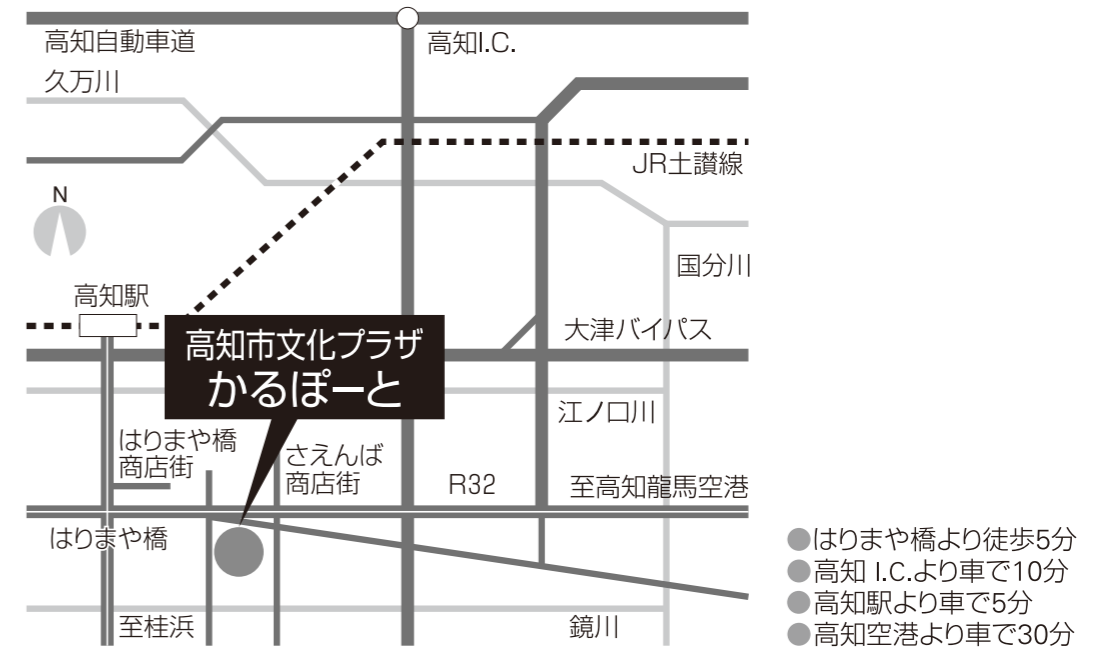 高知自動車道
高知I.C.
久万川
JR土讃線
N
国分川
高知駅
大津バイパス
高知市文化プラザ
かるぽーと
江ノ口川
はりまや橋
商店街
さえんば
商店街
R32
至高知龍馬空港
はりまや橋
至桂浜
鏡川
●はりまや橋より徒歩5分
●高知 I.C.より車で10分
●高知駅より車で5分
●高知空港より車で30分